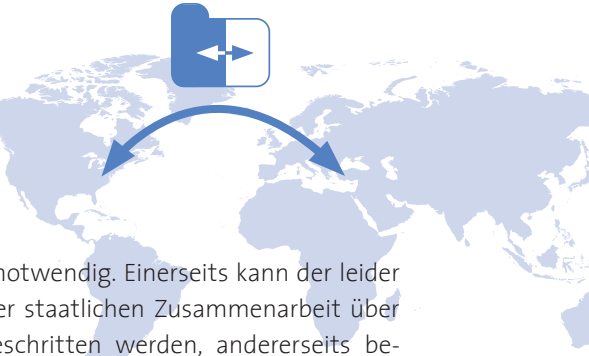 notwendig. Einerseits kann der leider
er staatlichen Zusammenarbeit über
eschritten werden, andererseits be-